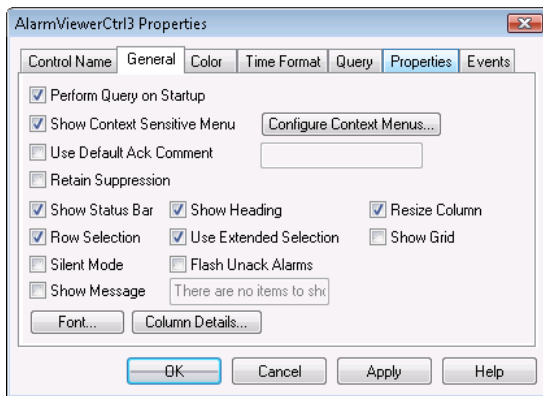 AlarmViewerCtrl3 Properties
Control Name General Color Time Format Query Properties Events
Perform Query on Startup
Show Context Sensitive Menu Configure Context Menus...
Use Default Ack Comment
Retain Suppression
Show Status Bar Show Heading Resize Column
Row Selection Use Extended Selection Show Grid
Silent Mode Flash Unack Alarms
Show Message There are no items to
Font... Column Details...
OK Cancel Apply Help